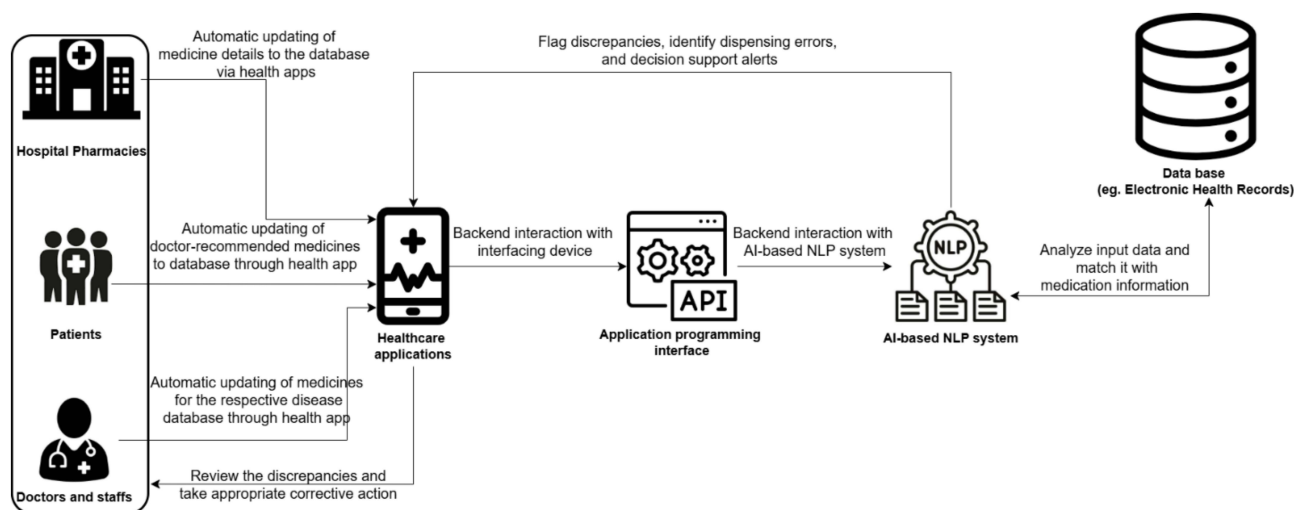 Automatic updating of
medicine details to the database
via health apps
Flag discrepancies, identify dispensing errors,
and decision support alerts
Hospital Pharmacies
Data base
(eg. Electronic Health Records)
Automatic updating of
doctor-recommended medicines
to database through health app
Backend interaction with
interfacing device
Backend interaction with
AI-based NLP system
NLP
Analyze input data and
match it with
medication information
API
Patients
Healthcare
applications
Application programming
interface
AI-based NLP system
Automatic updating of medicines
for the respective disease
database through health app
Review the discrepancies and
take appropriate corrective action
Doctors and staffs